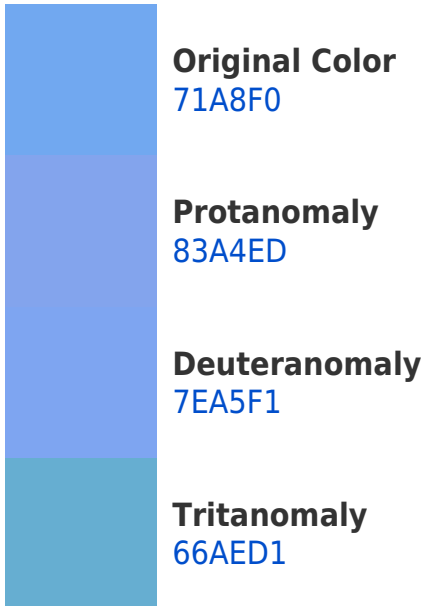 Original Color
71A8F0
Protanomaly
83A4ED
Deuteranomaly
7EA5F1
Tritanomaly
66AED1